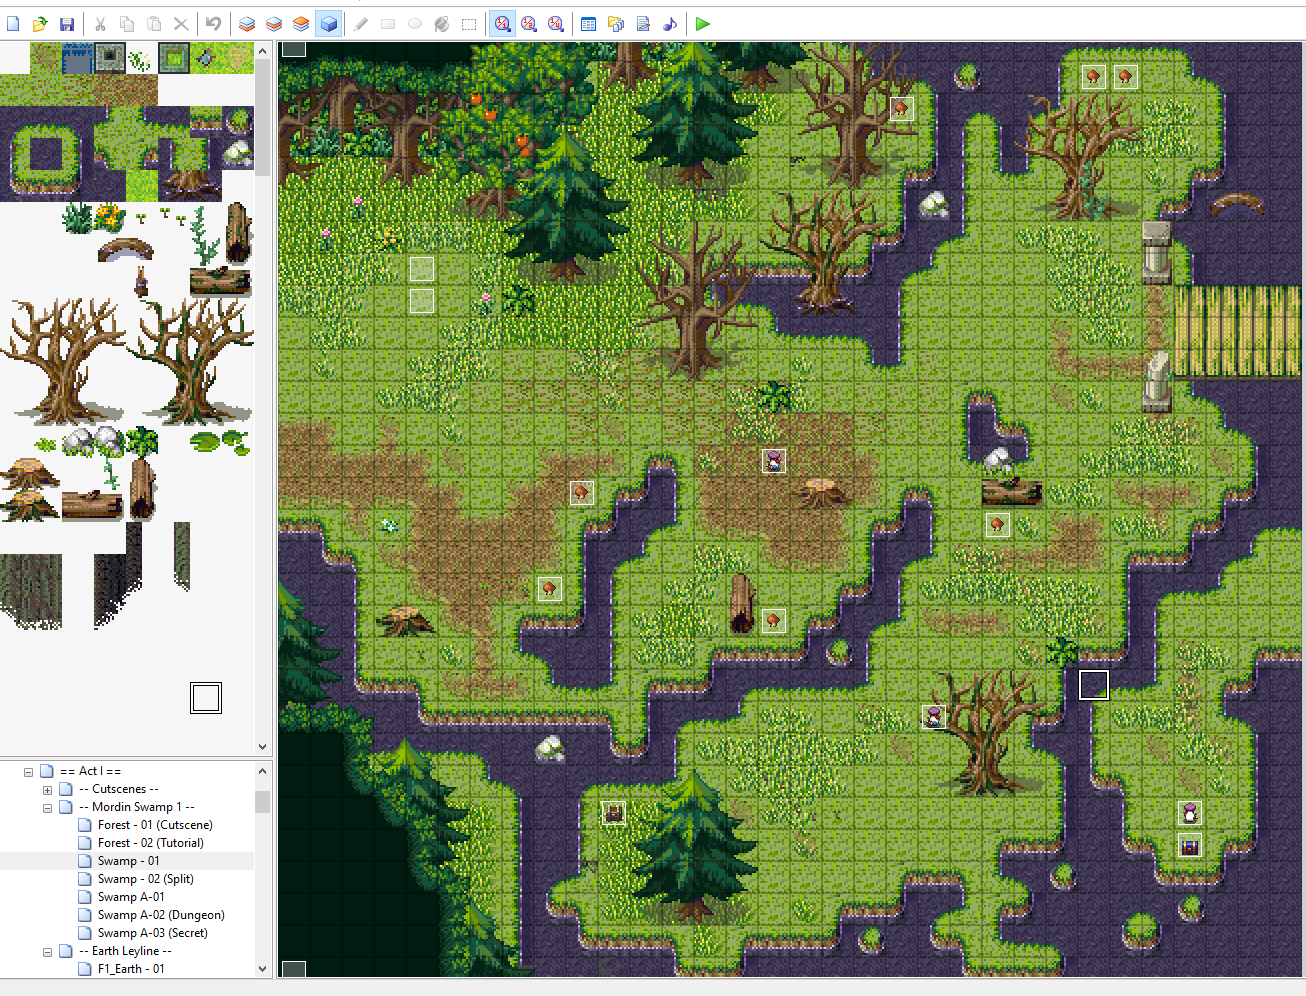 == Act I ==
-- Cutscenes --
-- Mordin Swamp 1 --
Forest - 01 (Cutscene)
Forest - 02 (Tutorial)
Swamp - 01
Swamp - 02 (Split)
Swamp A-01
Swamp A-02 (Dungeon)
Swamp A-03 (Secret)
-- Earth Leyline --
F1_Earth - 01